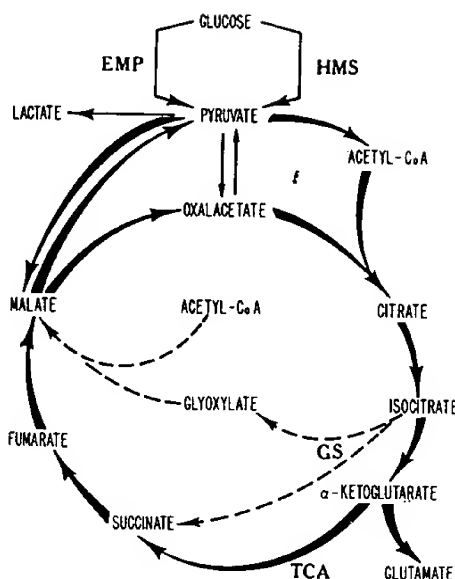 GLUCOSE
EMP
HMS
LACTATE
PYRUVATE
ACETYL-CoA
OXALACETATE
MALATE
ACETYL-CoA
CITRATE
GLYOXYLATE
ISOCITRATE
GS
FUMARATE
α-KETOGLUTARATE
SUCCINATE
TCA
GLUTAMATE